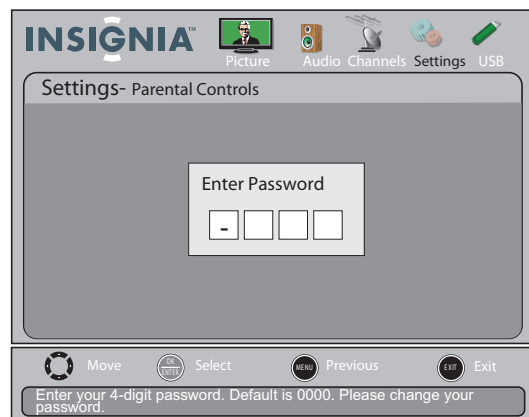 INSIGNIA™
Picture Audio Channels Settings USB
Settings- Parental Controls
Enter Password
-
Move OK ENTER Select MENU Previous EXIT Exit
Enter your 4-digit password. Default is 0000. Please change your
password.